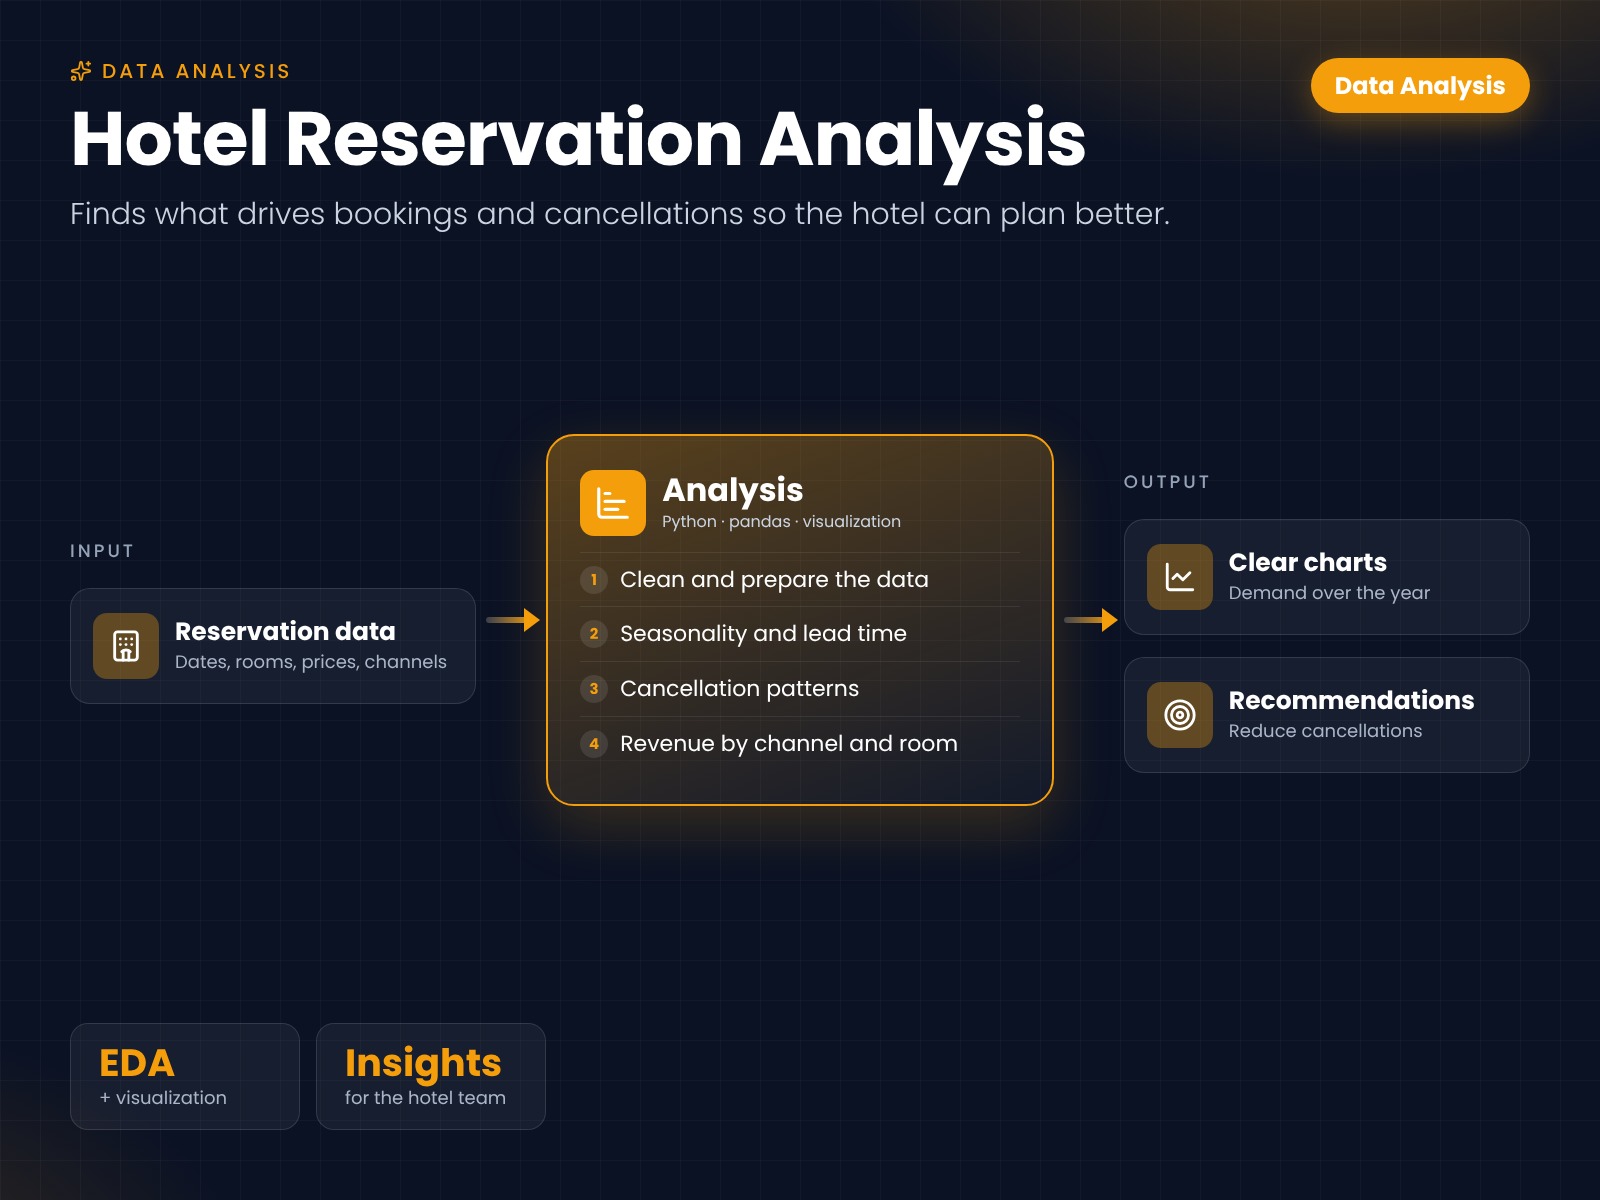 DATA ANALYSIS
Data Analysis
Hotel Reservation Analysis
Finds what drives bookings and cancellations so the hotel can plan better.
INPUT
Reservation data
Dates, rooms, prices, channels
Analysis
Python · pandas · visualization
1 Clean and prepare the data
2 Seasonality and lead time
3 Cancellation patterns
4 Revenue by channel and room
OUTPUT
Clear charts
Demand over the year
Recommendations
Reduce cancellations
EDA
+ visualization
Insights
for the hotel team